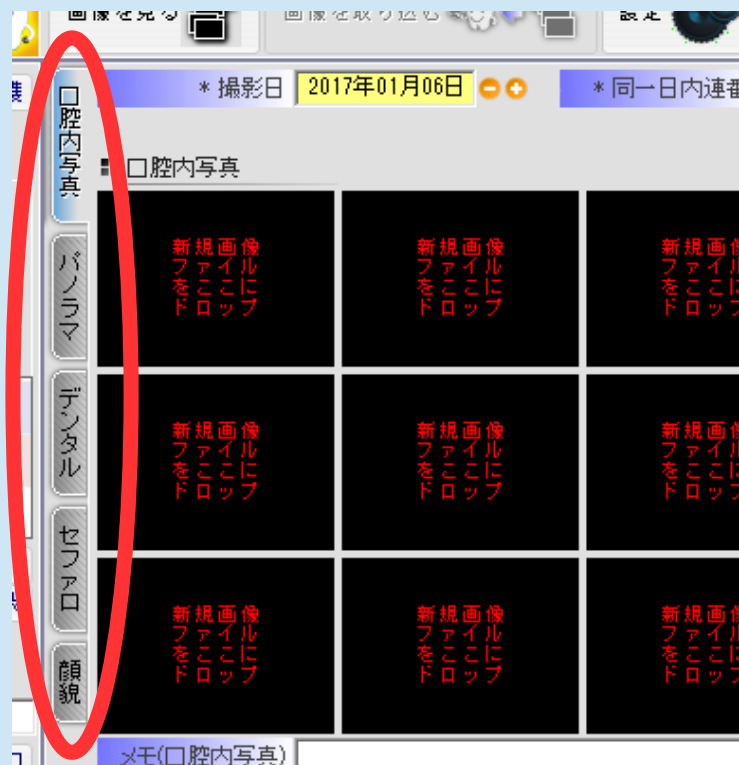 画像を見る
画像を取り込む
設定
* 撮影日
2017年01月06日
* 同一日内連番
口腔内写真
パノラマ
デンタル
セファロ
顔貌
口腔内写真
新規画像
ファイル
をここに
ドロップ
新規画像
ファイル
をここに
ドロップ
新規画像
ファイル
をここに
ドロップ
新規画像
ファイル
をここに
ドロップ
新規画像
ファイル
をここに
ドロップ
新規画像
ファイル
をここに
ドロップ
新規画像
ファイル
をここに
ドロップ
新規画像
ファイル
をここに
ドロップ
新規画像
ファイル
をここに
ドロップ
メモ(口腔内写真)